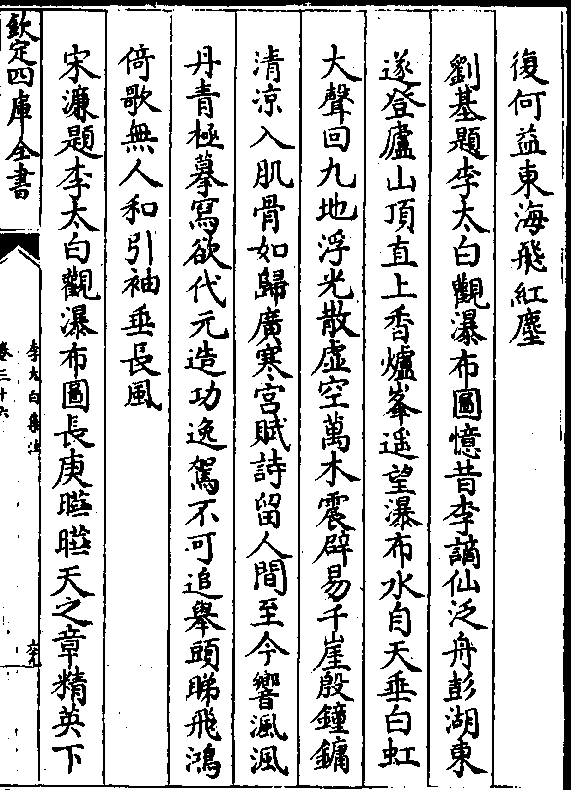 復何益東海飛紅塵
劉基題李太白觀瀑布圖憶昔李謫仙泛舟彭湖東
遂登廬山頂直上香爐峯遥望瀑布水自天垂白虹
大聲回九地浮光散虛空萬木震辟易千崖殷鐘鏞
清凉入肌骨如歸廣寒宮賦詩留人間至今響渢渢
丹青極摹寫欲代元造功逸駕不可追舉頭睇飛鴻
倚歌無人和引袖垂長風
宋濂題李太白觀瀑布圖長庚曀曀天之章精英下
欽定四庫全書
李太白集注
卷三十六